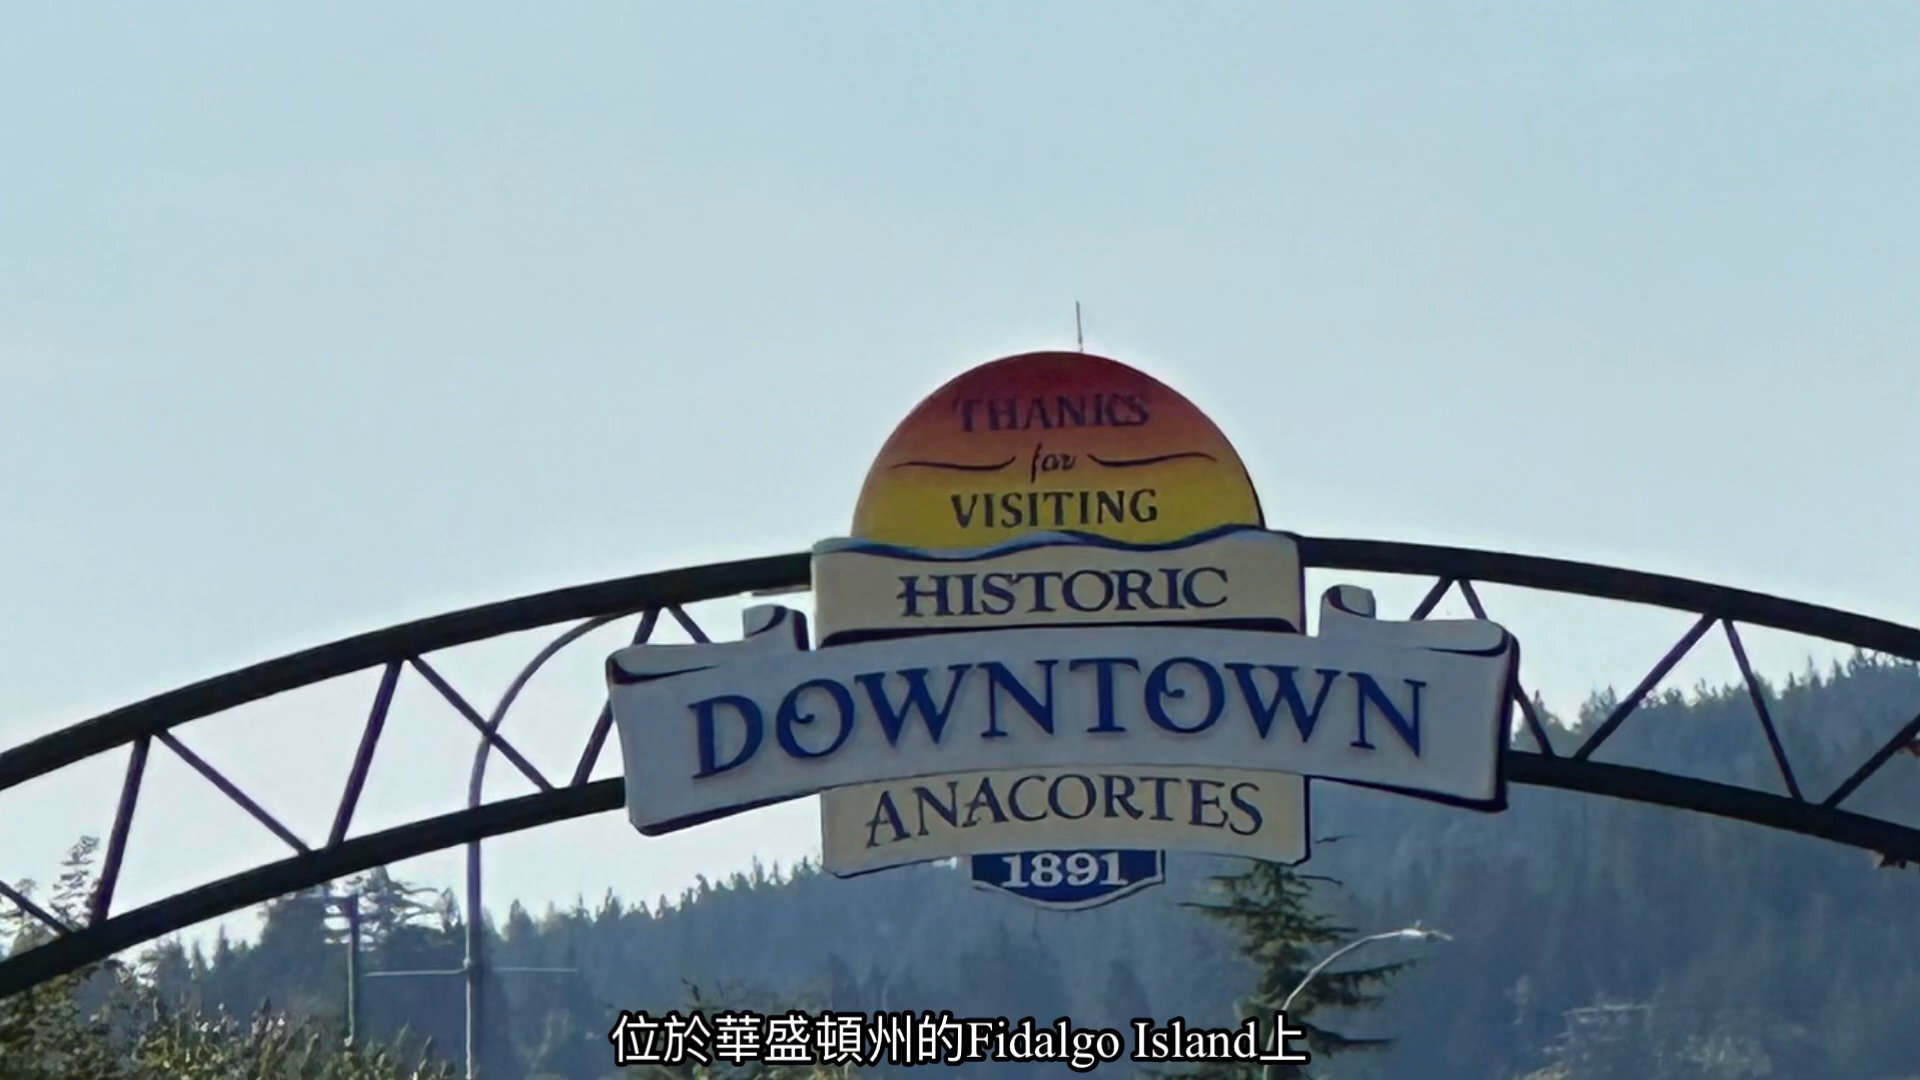 THANKS
for
VISITING
HISTORIC
DOWNTOWN
ANACORTES
1891
位於華盛頓州的Fidalgo Island上